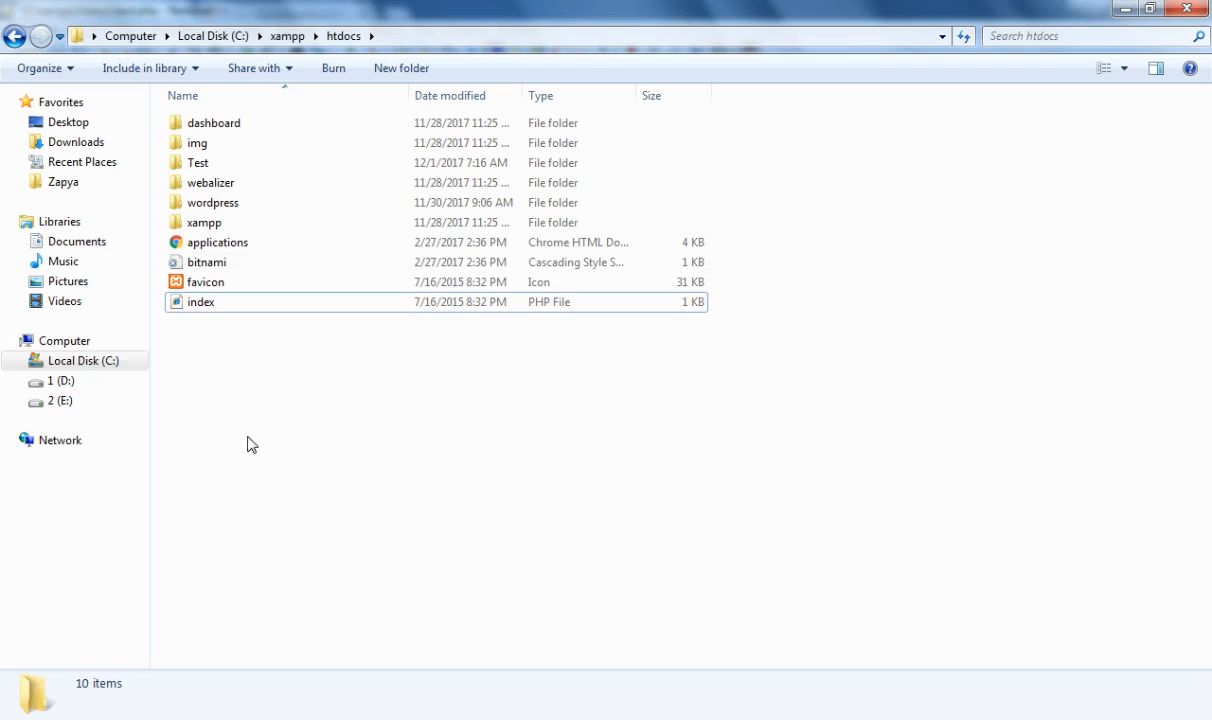 Computer Local Disk (C:) xampp htdocs Search htdocs
Organize Include in library Share with Burn New folder
Name Date modified Type Size
Favorites
Desktop
Downloads
Recent Places
Zapya
Libraries
Documents
Music
Pictures
Videos
Computer
Local Disk (C:)
1 (D:)
2 (E:)
Network
dashboard 11/28/2017 11:25 ... File folder
img 11/28/2017 11:25 ... File folder
Test 12/1/2017 7:16 AM File folder
webalizer 11/28/2017 11:25 ... File folder
wordpress 11/30/2017 9:06 AM File folder
xampp 11/28/2017 11:25 ... File folder
applications 2/27/2017 2:36 PM Chrome HTML Do... 4 KB
bitnami 2/27/2017 2:36 PM Cascading Style S... 1 KB
favicon 7/16/2015 8:32 PM Icon 31 KB
index 7/16/2015 8:32 PM PHP File 1 KB
10 items